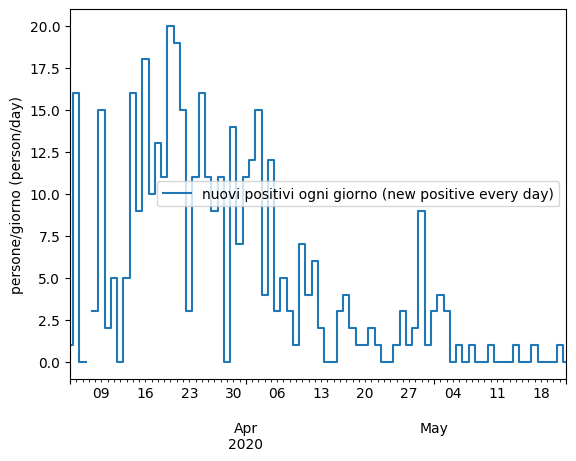 20.0
17.5
15.0
12.5
10.0
7.5
5.0
2.5
0.0
persone/giorno (person/day)
nuovi positivi ogni giorno (new positive every day)
09 16 23 30 06 13 20 27 04 11 18
Apr May
2020